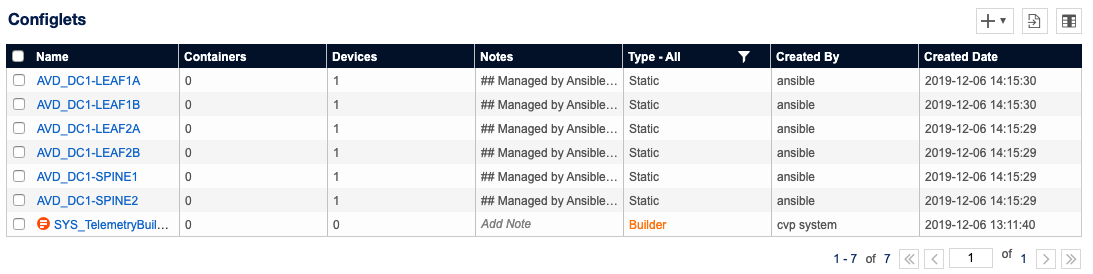 Configlets
Name Containers Devices Notes Type - All Created By Created Date
AVD_DC1-LEAF1A 0 1 ## Managed by Ansible... Static ansible 2019-12-06 14:15:30
AVD_DC1-LEAF1B 0 1 ## Managed by Ansible... Static ansible 2019-12-06 14:15:30
AVD_DC1-LEAF2A 0 1 ## Managed by Ansible... Static ansible 2019-12-06 14:15:29
AVD_DC1-LEAF2B 0 1 ## Managed by Ansible... Static ansible 2019-12-06 14:15:29
AVD_DC1-SPINE1 0 1 ## Managed by Ansible... Static ansible 2019-12-06 14:15:29
AVD_DC1-SPINE2 0 1 ## Managed by Ansible... Static ansible 2019-12-06 14:15:29
SYS_TelemetryBuil... 0 0 Add Note Builder cvp system 2019-12-06 13:11:40
1 - 7 of 7 1 of 1